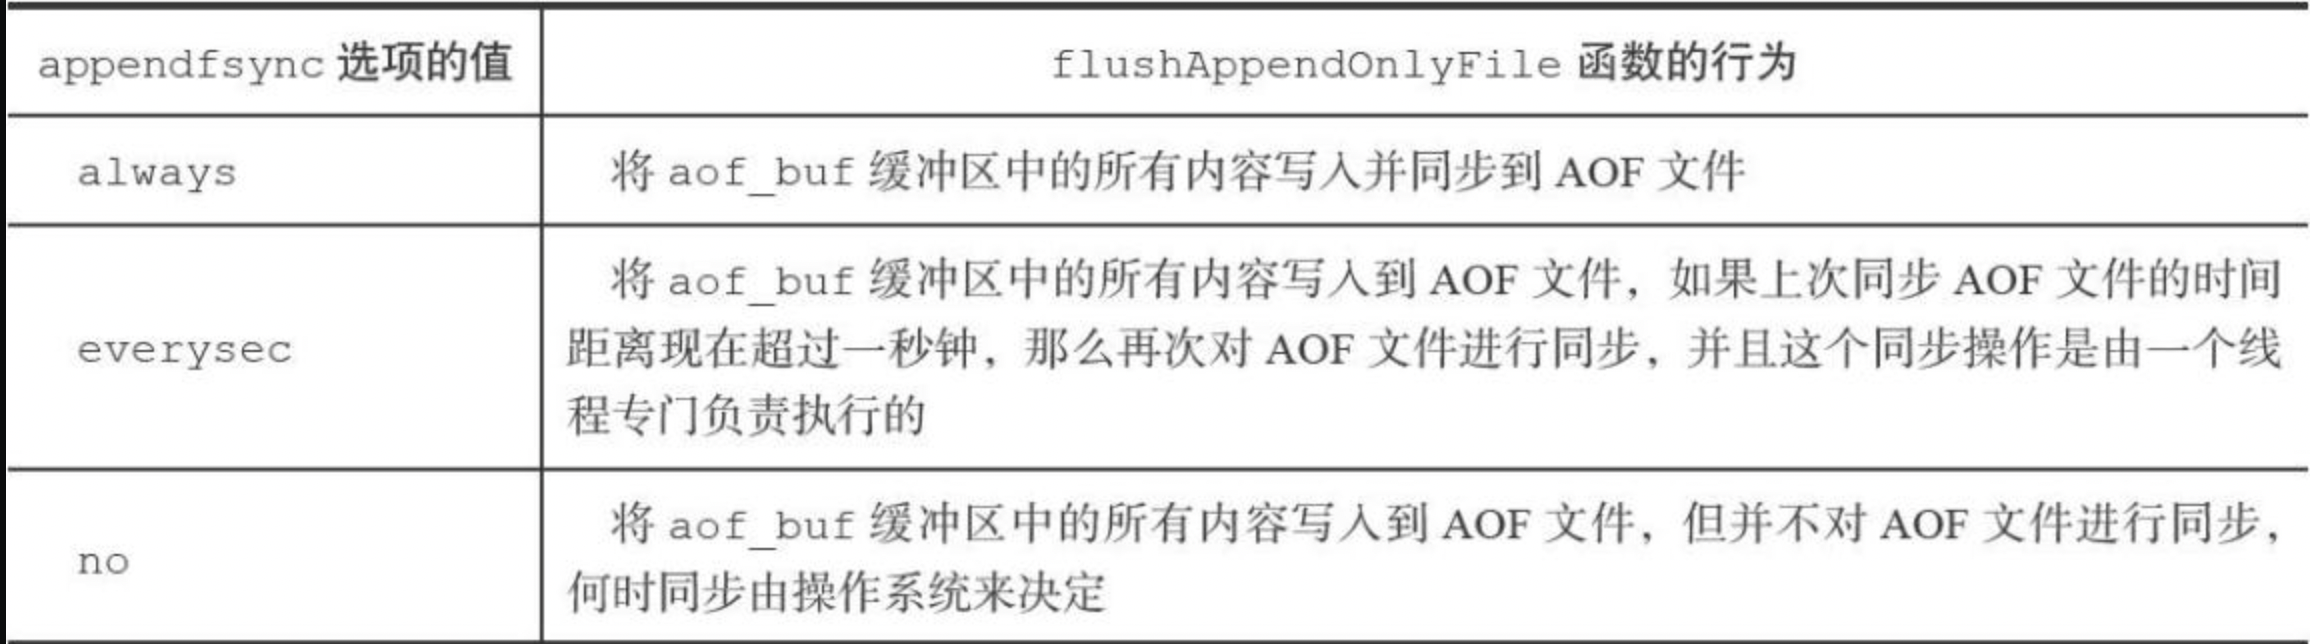 appendfsync 选项的值
flushAppendOnlyFile 函数的行为
always
将 aof_buf 缓冲区中的所有内容写入并同步到 AOF 文件
everysec
将 aof_buf 缓冲区中的所有内容写入到 AOF 文件，如果上次同步 AOF 文件的时间
距离现在超过一秒钟，那么再次对 AOF 文件进行同步，并且这个同步操作是由一个线
程专门负责执行的
no
将 aof_buf 缓冲区中的所有内容写入到 AOF 文件，但并不对 AOF 文件进行同步，
何时同步由操作系统来决定